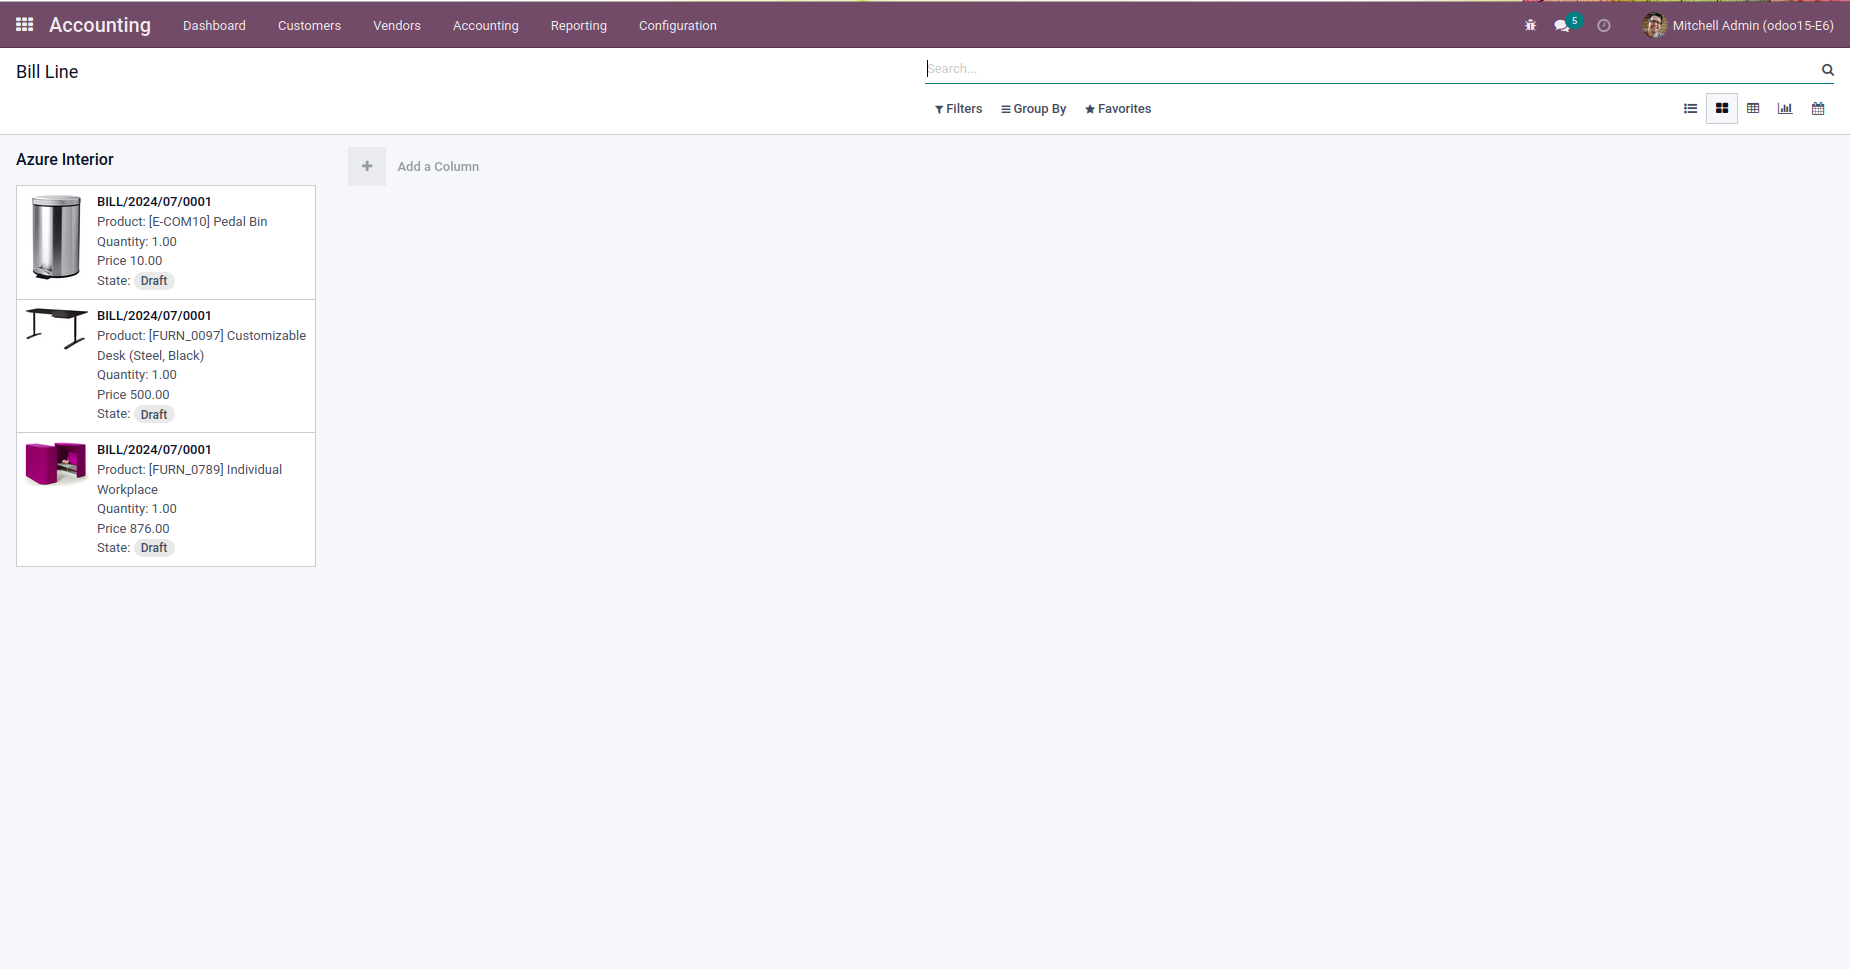 Accounting Dashboard Customers Vendors Accounting Reporting Configuration 5 Mitchell Admin (odoo15-E6)
Bill Line
Search...
Filters Group By Favorites
Azure Interior
Add a Column
BILL/2024/07/0001
Product: [E-COM10] Pedal Bin
Quantity: 1.00
Price 10.00
State: Draft
BILL/2024/07/0001
Product: [FURN_0097] Customizable
Desk (Steel, Black)
Quantity: 1.00
Price 500.00
State: Draft
BILL/2024/07/0001
Product: [FURN_0789] Individual
Workplace
Quantity: 1.00
Price 876.00
State: Draft